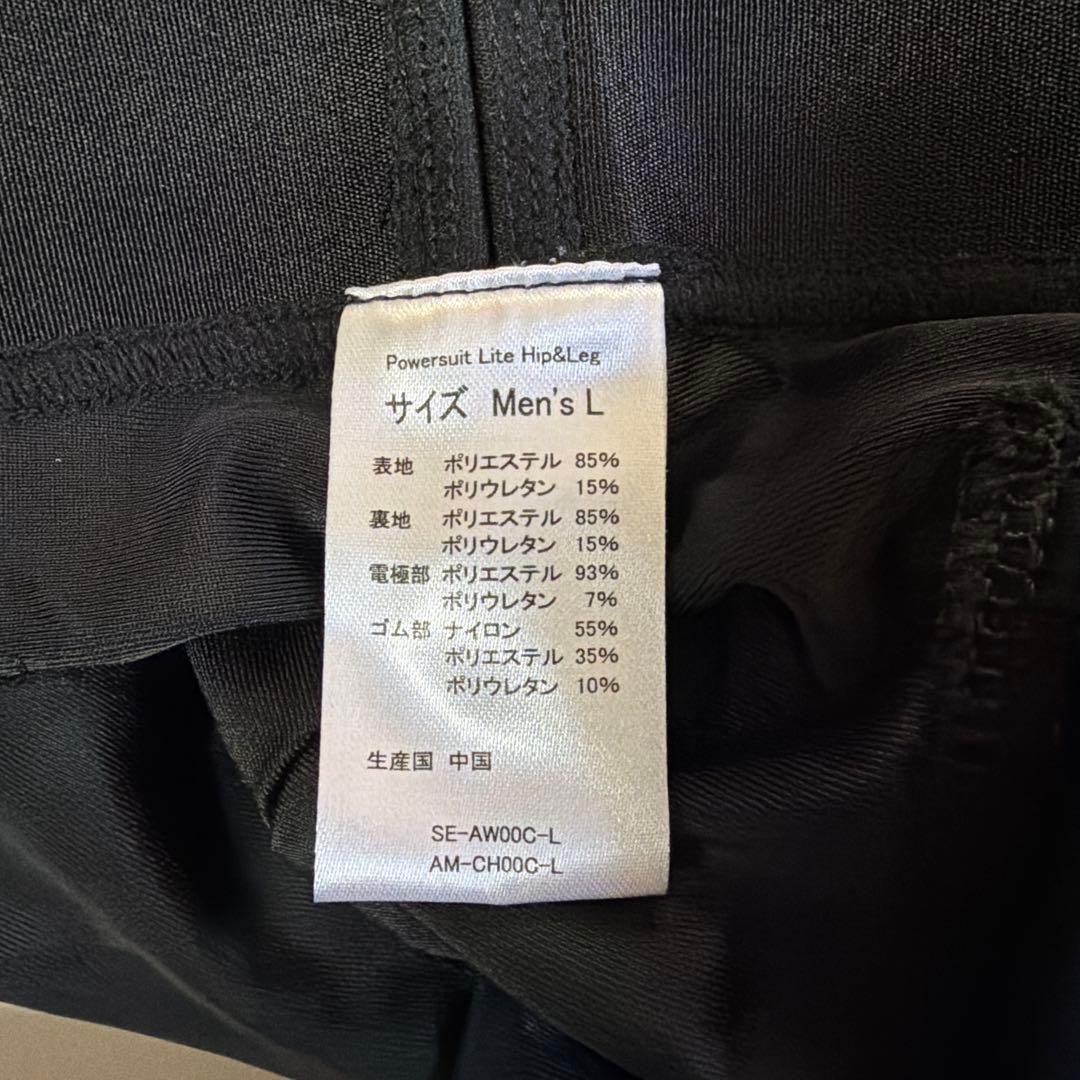 Powersuit Lite Hip&Leg
サイズ Men's L
表地 ポリエステル 85%
ポリウレタン 15%
裏地 ポリエステル 85%
ポリウレタン 15%
電極部 ポリエステル 93%
ポリウレタン 7%
ゴム部 ナイロン 55%
ポリエステル 35%
ポリウレタン 10%
生産国 中国
SE-AW00C-L
AM-CH00C-L